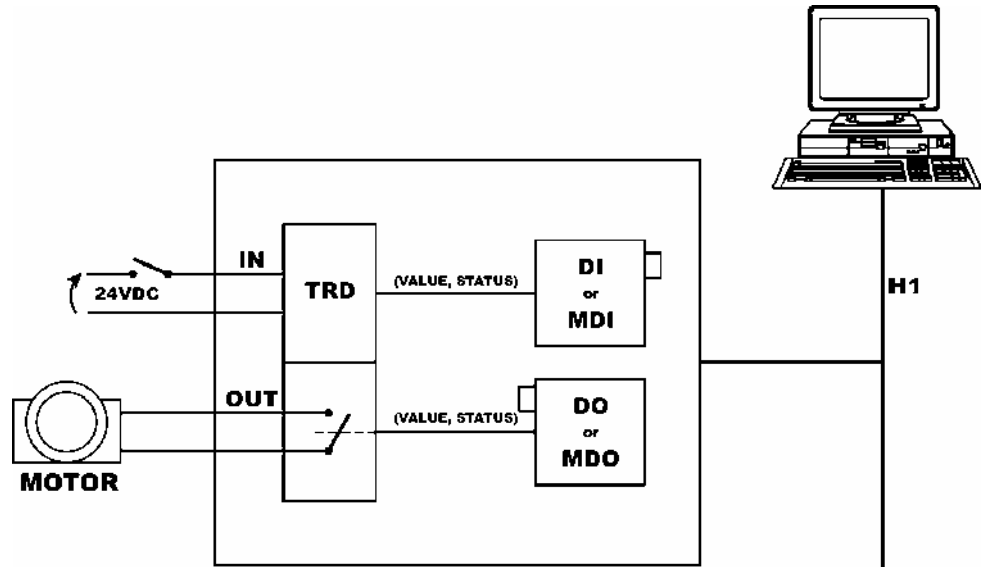 IN
24VDC
TRD
(VALUE, STATUS)
DI
or
MDI
H1
OUT
(VALUE, STATUS)
DO
or
MDO
MOTOR